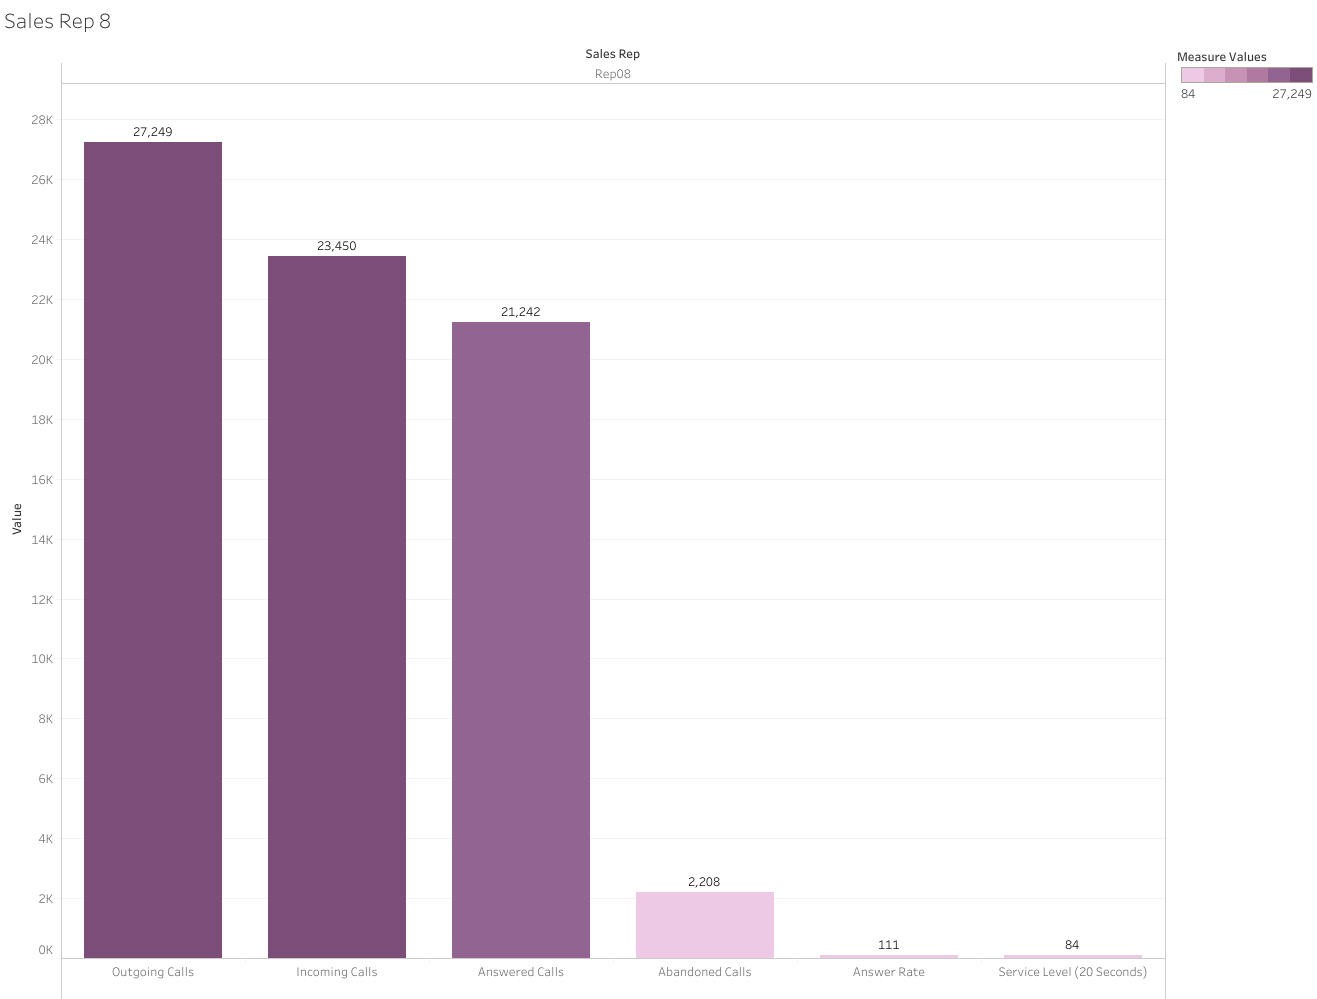 Sales Rep 8
Sales Rep
Rep08
Measure Values
84 27,249
28K
26K
24K
22K
20K
18K
16K
14K
12K
10K
8K
6K
4K
2K
0K
Value
27,249
23,450
21,242
2,208
111
84
Outgoing Calls
Incoming Calls
Answered Calls
Abandoned Calls
Answer Rate
Service Level (20 Seconds)